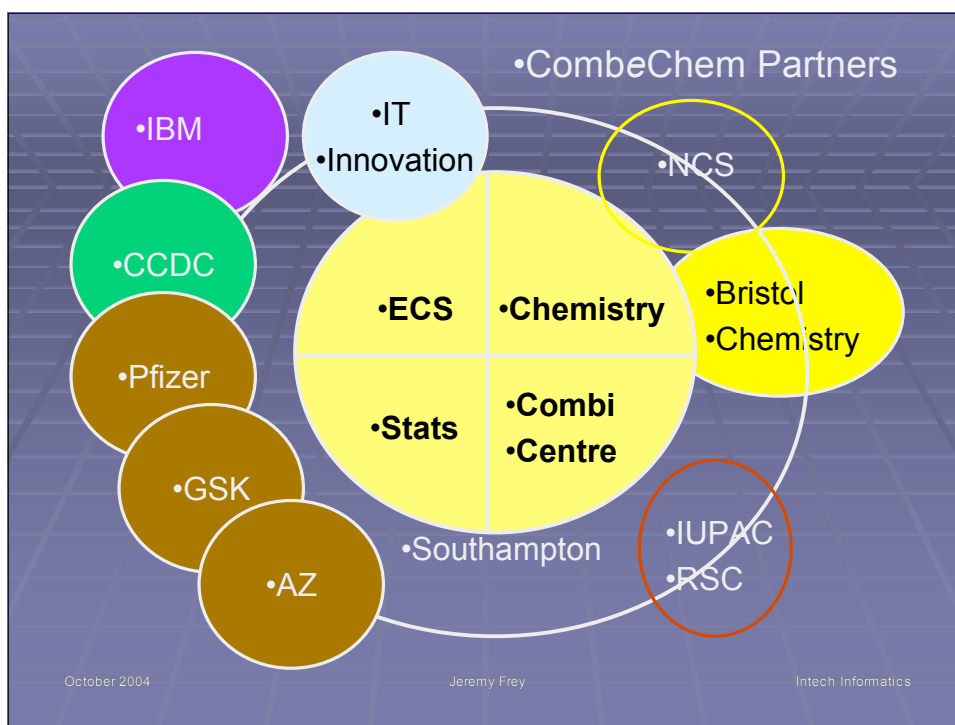 •CombeChem Partners
•IBM
•IT
•Innovation
•NCS
•CCDC
•Bristol
•Chemistry
•ECS
•Chemistry
•Pfizer
•Stats
•Combi
•Centre
•GSK
•Southampton
•IUPAC
•RSC
•AZ
October 2004
Jeremy Frey
Intech Informatics